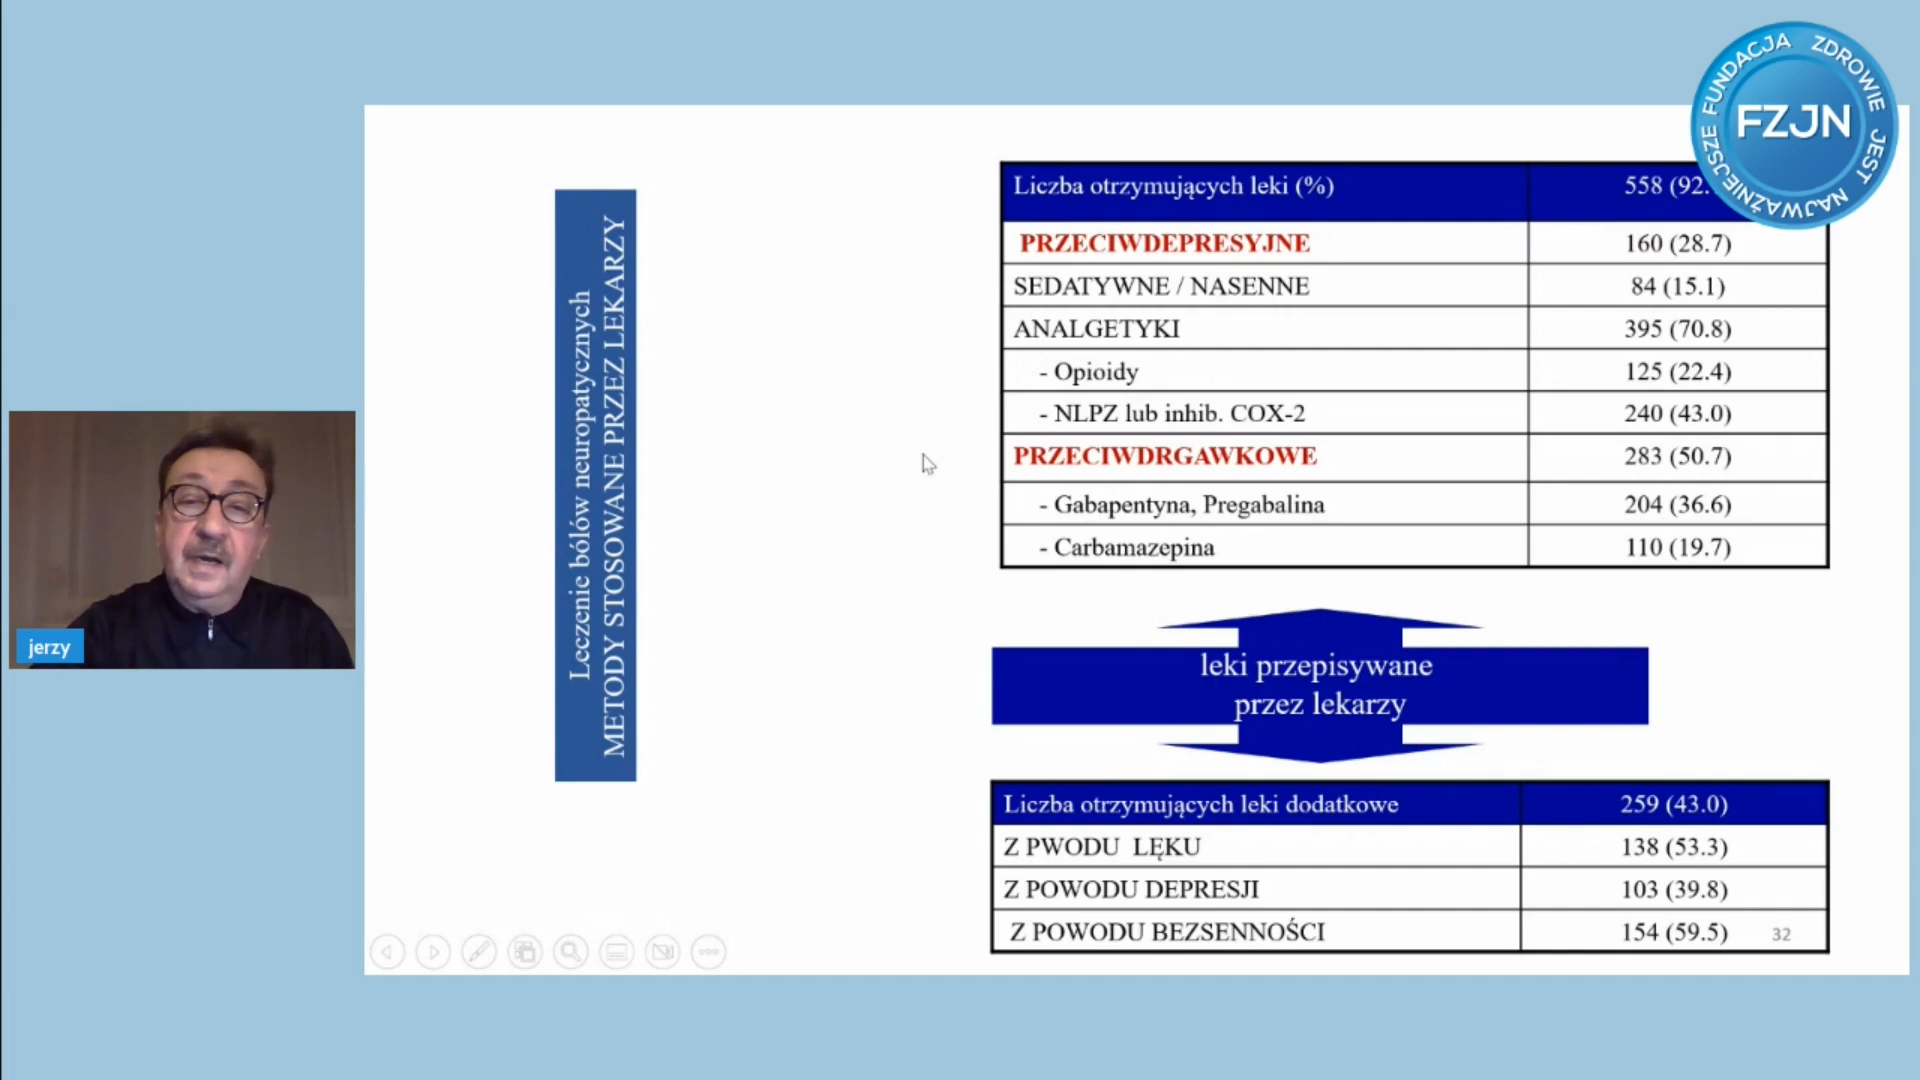 FUNDACJA ZDROWIE JEST NAJWAŻNIEJSZE
FZJN
Leczenie bólów neuropatycznych
METODY STOSOWANE PRZEZ LEKARZY
Liczba otrzymujących leki (%) 558 (92.
PRZECIWDEPRESYJNE 160 (28.7)
SEDATYWNE / NASENNE 84 (15.1)
ANALGETYKI 395 (70.8)
- Opioidy 125 (22.4)
- NLPZ lub inhib. COX-2 240 (43.0)
PRZECIWDRGAWKOWE 283 (50.7)
- Gabapentyna, Pregabalina 204 (36.6)
- Carbamazepina 110 (19.7)
leki przepisywane
przez lekarzy
Liczba otrzymujących leki dodatkowe 259 (43.0)
Z PWODU LĘKU 138 (53.3)
Z POWODU DEPRESJI 103 (39.8)
Z POWODU BEZSENNOŚCI 154 (59.5)
32
jerzy